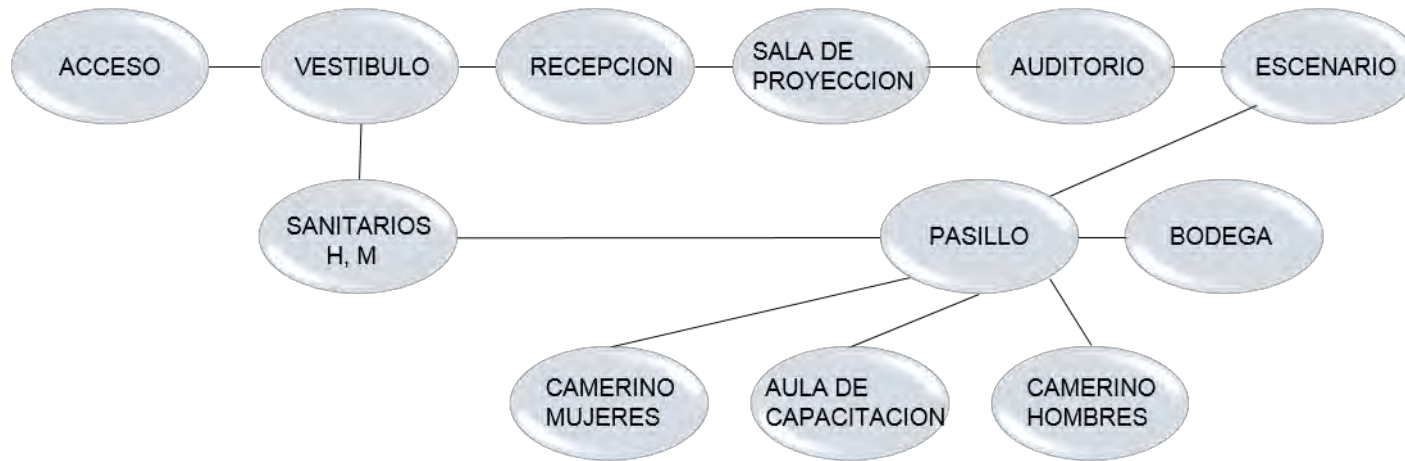 ACCESO
VESTIBULO
RECEPCION
SALA DE
PROYECCION
AUDITORIO
ESCENARIO
SANITARIOS
H, M
PASILLO
BODEGA
CAMERINO
MUJERES
AULA DE
CAPACITACION
CAMERINO
HOMBRES